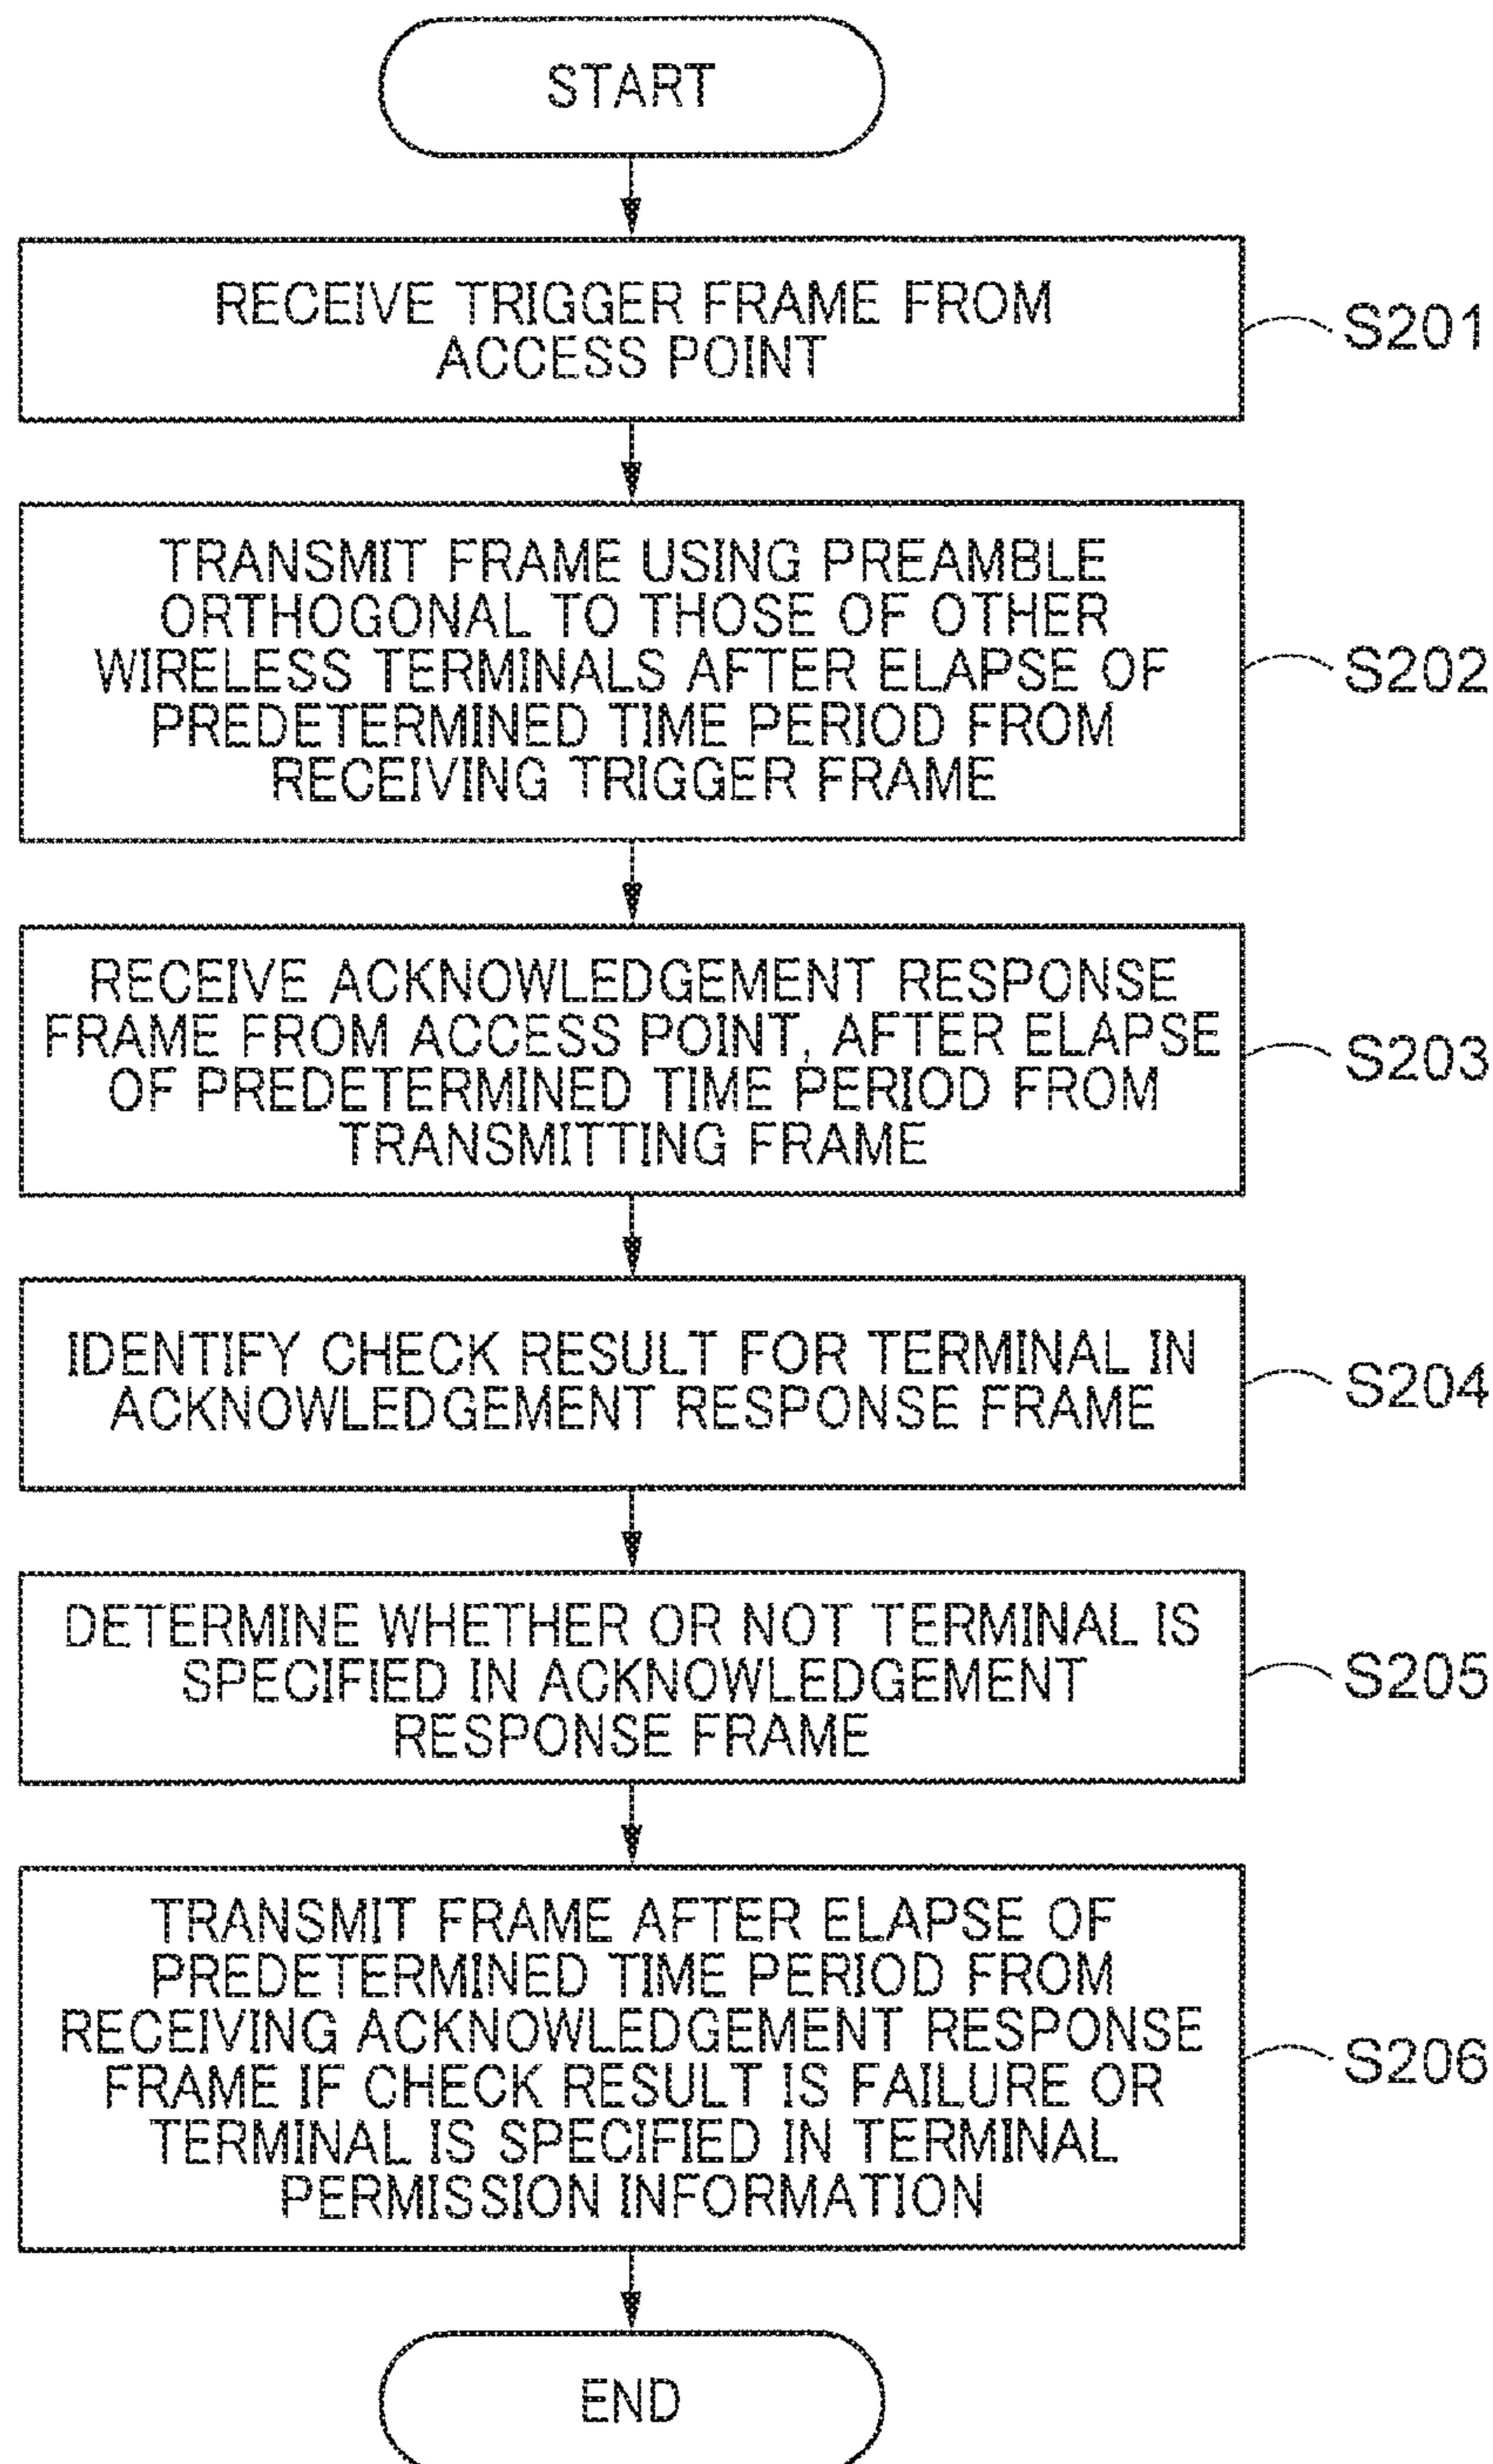 START
RECEIVE TRIGGER FRAME FROM
ACCESS POINT
S201
TRANSMIT FRAME USING PREAMBLE
ORTHOGONAL TO THOSE OF OTHER
WIRELESS TERMINALS AFTER ELAPSE OF
PREDETERMINED TIME PERIOD FROM
RECEIVING TRIGGER FRAME
S202
RECEIVE ACKNOWLEDGEMENT RESPONSE
FRAME FROM ACCESS POINT, AFTER ELAPSE
OF PREDETERMINED TIME PERIOD FROM
TRANSMITTING FRAME
S203
IDENTIFY CHECK RESULT FOR TERMINAL IN
ACKNOWLEDGEMENT RESPONSE FRAME
S204
DETERMINE WHETHER OR NOT TERMINAL IS
SPECIFIED IN ACKNOWLEDGEMENT
RESPONSE FRAME
S205
TRANSMIT FRAME AFTER ELAPSE OF
PREDETERMINED TIME PERIOD FROM
RECEIVING ACKNOWLEDGEMENT RESPONSE
FRAME IF CHECK RESULT IS FAILURE OR
TERMINAL IS SPECIFIED IN TERMINAL
PERMISSION INFORMATION
S206
END